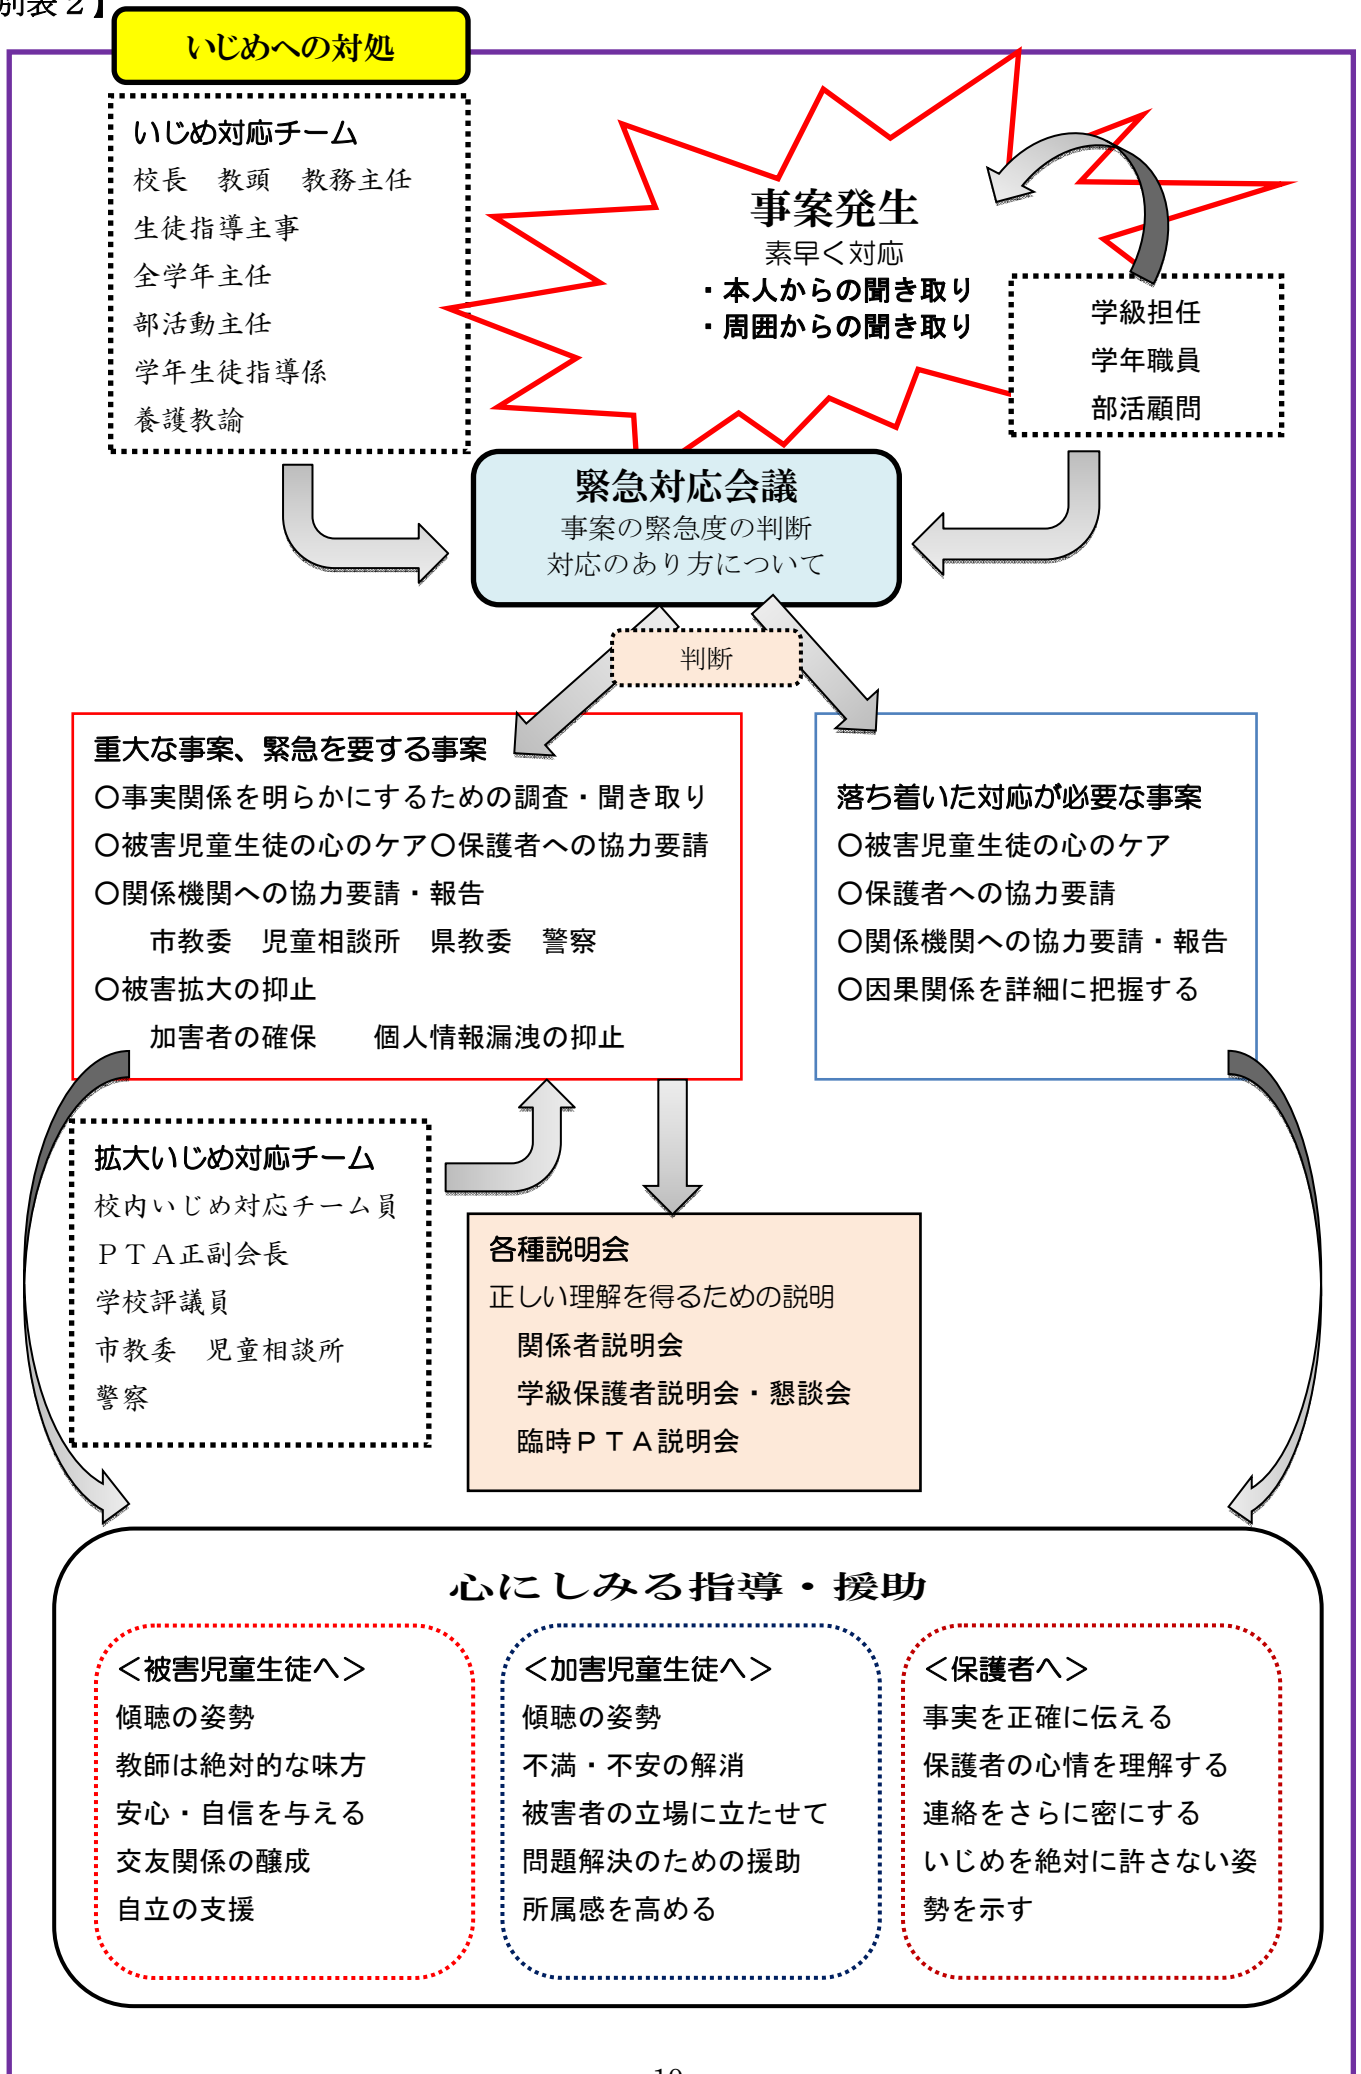 別表２】
いじめへの対処
いじめ対応チーム
校長　教頭　教務主任
生徒指導主事
全学年主任
部活動主任
学年生徒指導係
養護教諭
事案発生
素早く対応
・本人からの聞き取り
・周囲からの聞き取り
学級担任
学年職員
部活顧問
緊急対応会議
事案の緊急度の判断
対応のあり方について
判断
重大な事案、緊急を要する事案
○事実関係を明らかにするための調査・聞き取り
○被害児童生徒の心のケア○保護者への協力要請
○関係機関への協力要請・報告
市教委　児童相談所　県教委　警察
○被害拡大の抑止
加害者の確保　　個人情報漏洩の抑止
落ち着いた対応が必要な事案
○被害児童生徒の心のケア
○保護者への協力要請
○関係機関への協力要請・報告
○因果関係を詳細に把握する
拡大いじめ対応チーム
校内いじめ対応チーム員
ＰＴＡ正副会長
学校評議員
市教委　児童相談所
警察
各種説明会
正しい理解を得るための説明
関係者説明会
学級保護者説明会・懇談会
臨時ＰＴＡ説明会
心にしみる指導・援助
＜被害児童生徒へ＞
傾聴の姿勢
教師は絶対的な味方
安心・自信を与える
交友関係の醸成
自立の支援
＜加害児童生徒へ＞
傾聴の姿勢
不満・不安の解消
被害者の立場に立たせて
問題解決のための援助
所属感を高める
＜保護者へ＞
事実を正確に伝える
保護者の心情を理解する
連絡をさらに密にする
いじめを絶対に許さない姿
勢を示す